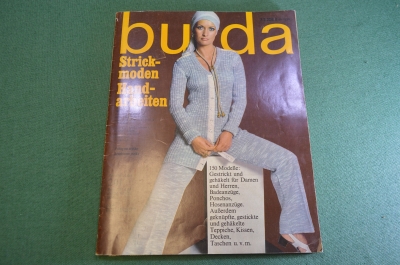 burda
Strick-
moden
Hand-
arbeiten
150 Modelle:
Gestrickt und
gehäkelt für Damen
und Herren,
Badeanzüge,
Ponchos,
Hosenanzüge.
Außerdem
geknüpfte, gestickte
und gehäkelte
Teppiche, Kissen,
Decken,
Taschen u. v. m.